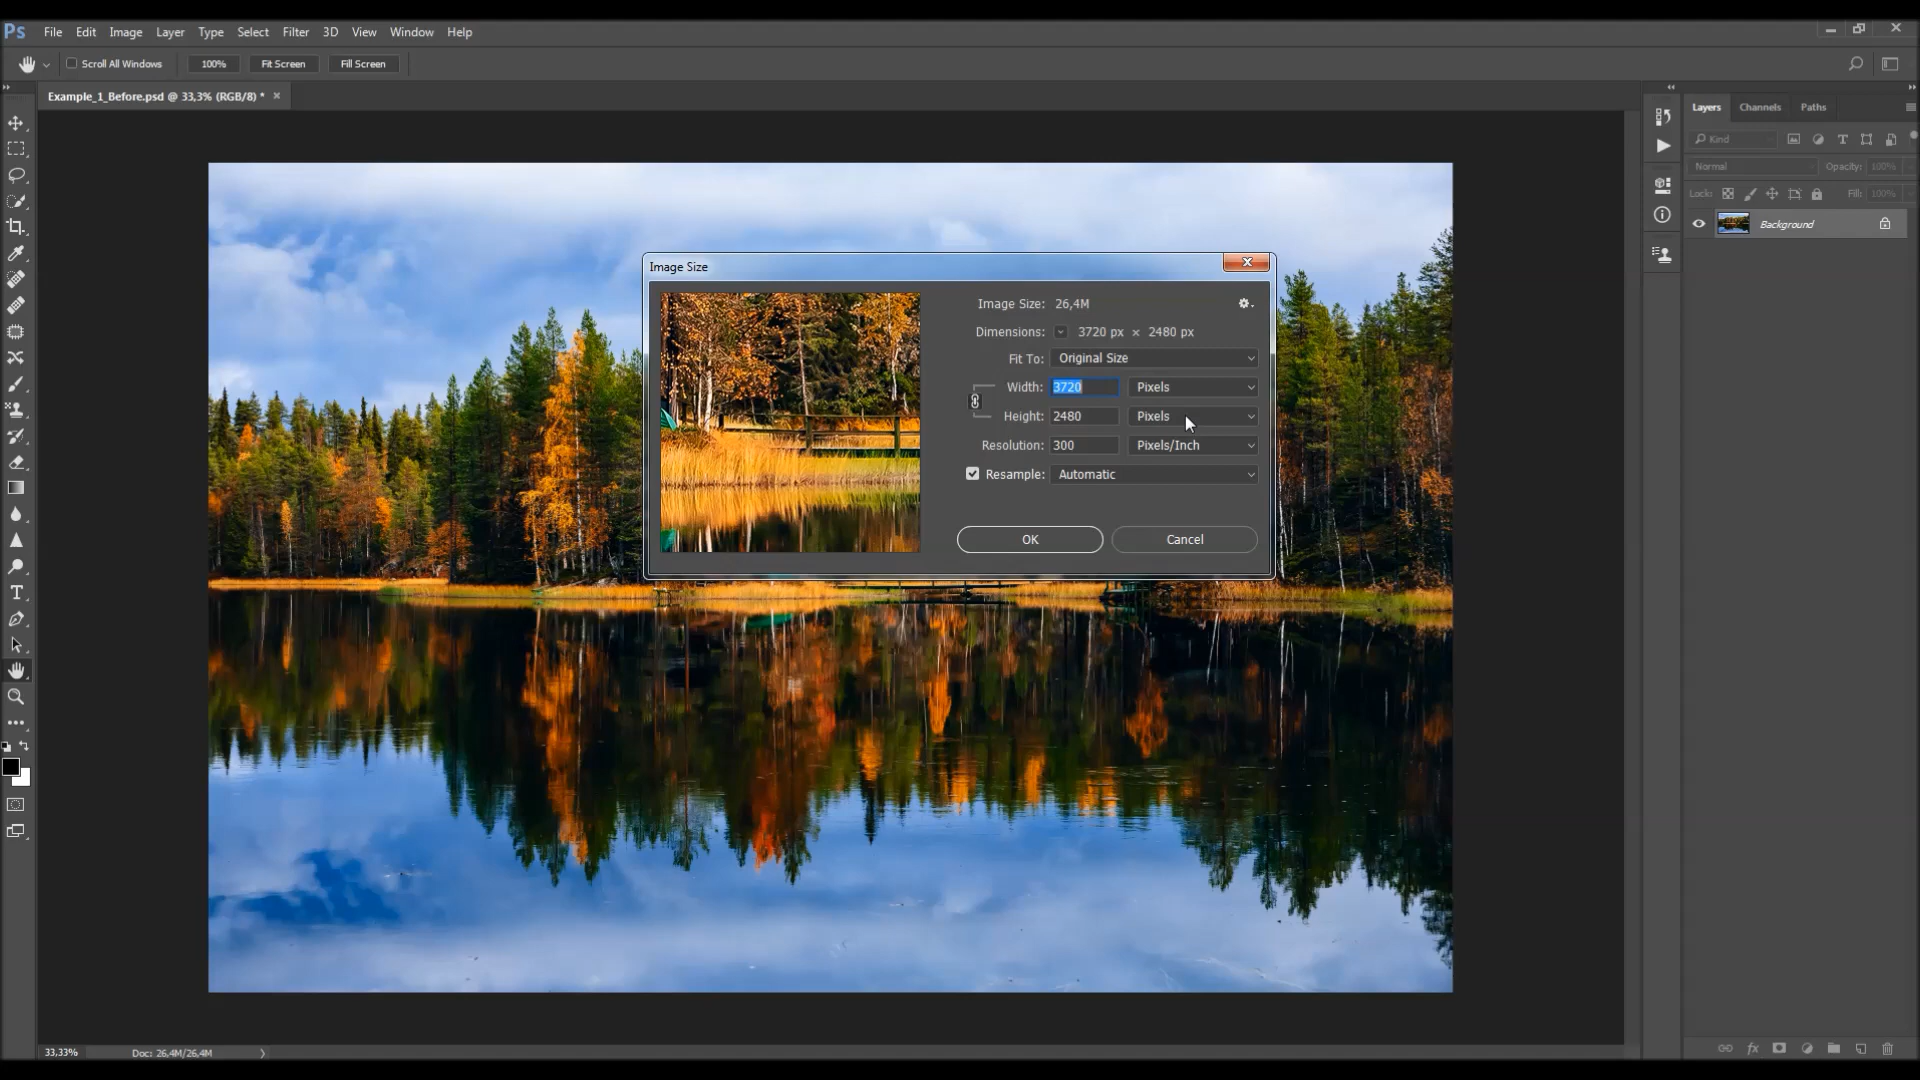 Ps File Edit Image Layer Type Select Filter 3D View Window Help
Scroll All Windows 100% Fit Screen Fill Screen
Example_1_Before.psd @ 33,3% (RGB/8) * ×
Layers Channels Paths
Kind
Normal Opacity: 100%
Lock: Fill: 100%
Background
Image Size
Image Size: 26,4M
Dimensions: 3720 px × 2480 px
Fit To: Original Size
Width: 3720 Pixels
Height: 2480 Pixels
Resolution: 300 Pixels/Inch
Resample: Automatic
OK Cancel
33,33% Doc: 26,4M/26,4M